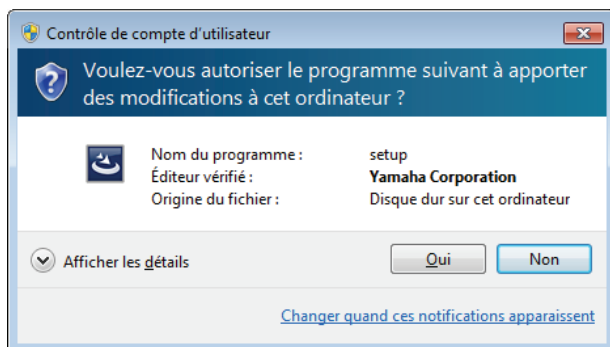 Contrôle de compte d'utilisateur
Voulez-vous autoriser le programme suivant à apporter
des modifications à cet ordinateur ?
Nom du programme : setup
Éditeur vérifié : Yamaha Corporation
Origine du fichier : Disque dur sur cet ordinateur
Afficher les détails Oui Non
Changer quand ces notifications apparaissent